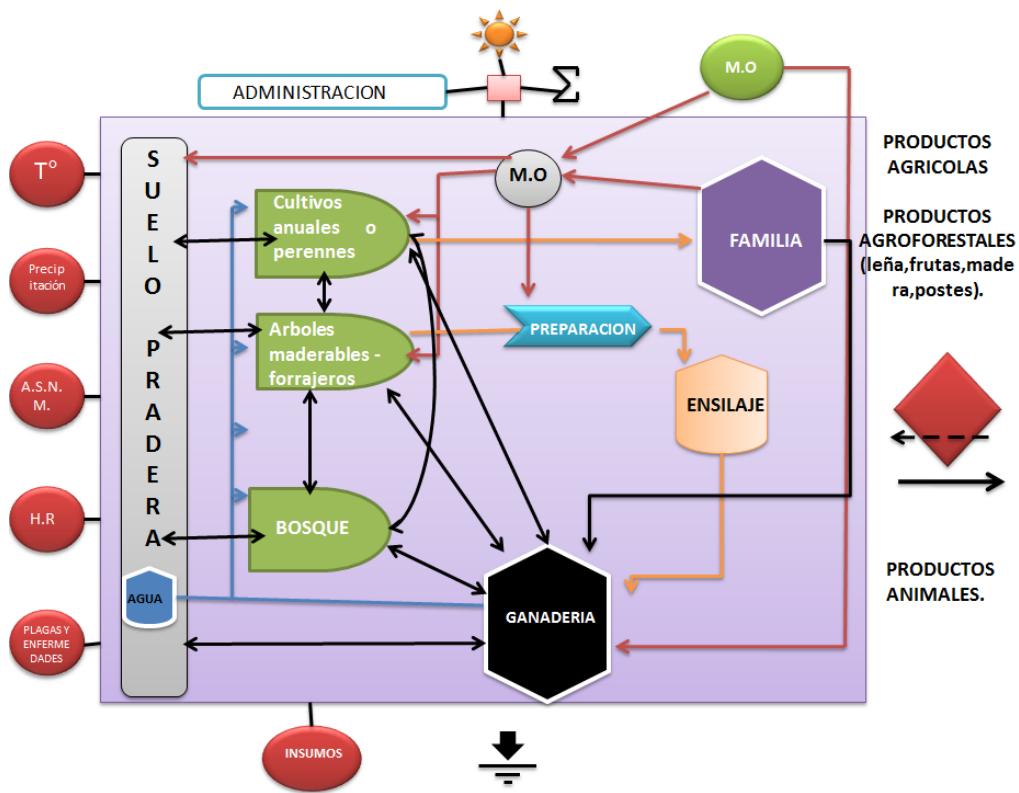 ADMINISTRACION
Σ
M.O
T°
Precip
itación
A.S.N.
M.
H.R
PLAGAS Y
ENFERME
DADES
INSUMOS
S
U
E
L
O
P
R
A
D
E
R
A
AGUA
M.O
Cultivos
anuales o
perennes
Arboles
maderables -
forrajeros
BOSQUE
FAMILIA
PREPARACION
ENSILAJE
GANADERIA
PRODUCTOS
AGRICOLAS
PRODUCTOS
AGROFORESTALES
(leña,frutas,made
ra,postes).
PRODUCTOS
ANIMALES.